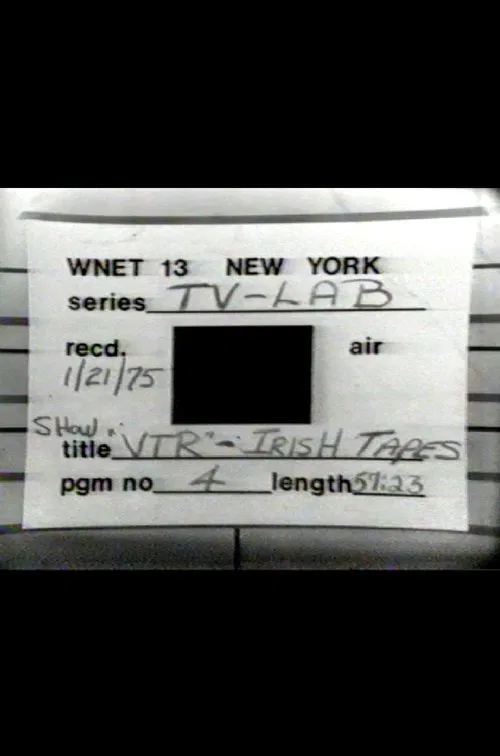 WNET 13 NEW YORK
series TV-LAB
recd. air
1/21/75
SHOW
title "VTR" - IRISH TAPES
pgm no 4 length 57:23